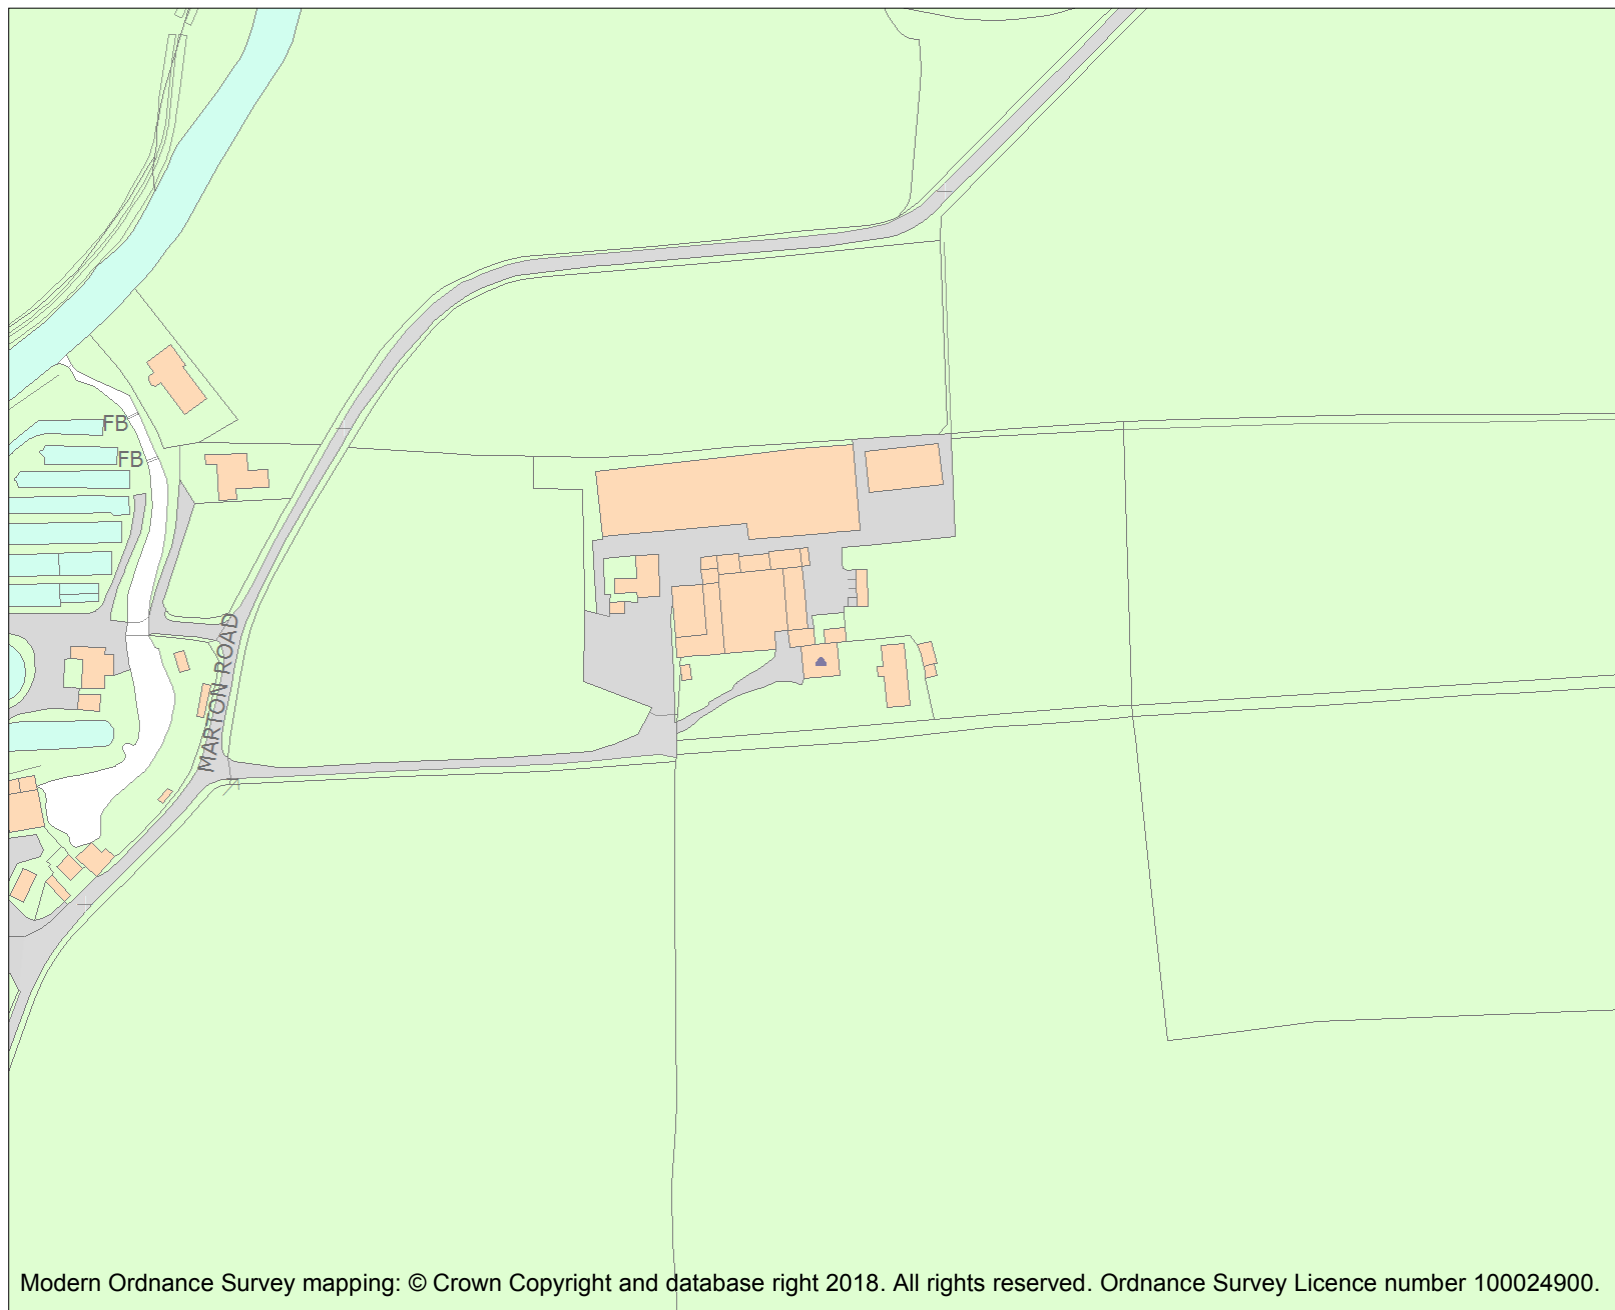 FB
FB
MARTON ROAD
Modern Ordnance Survey mapping: © Crown Copyright and database right 2018. All rights reserved. Ordnance Survey Licence number 100024900.